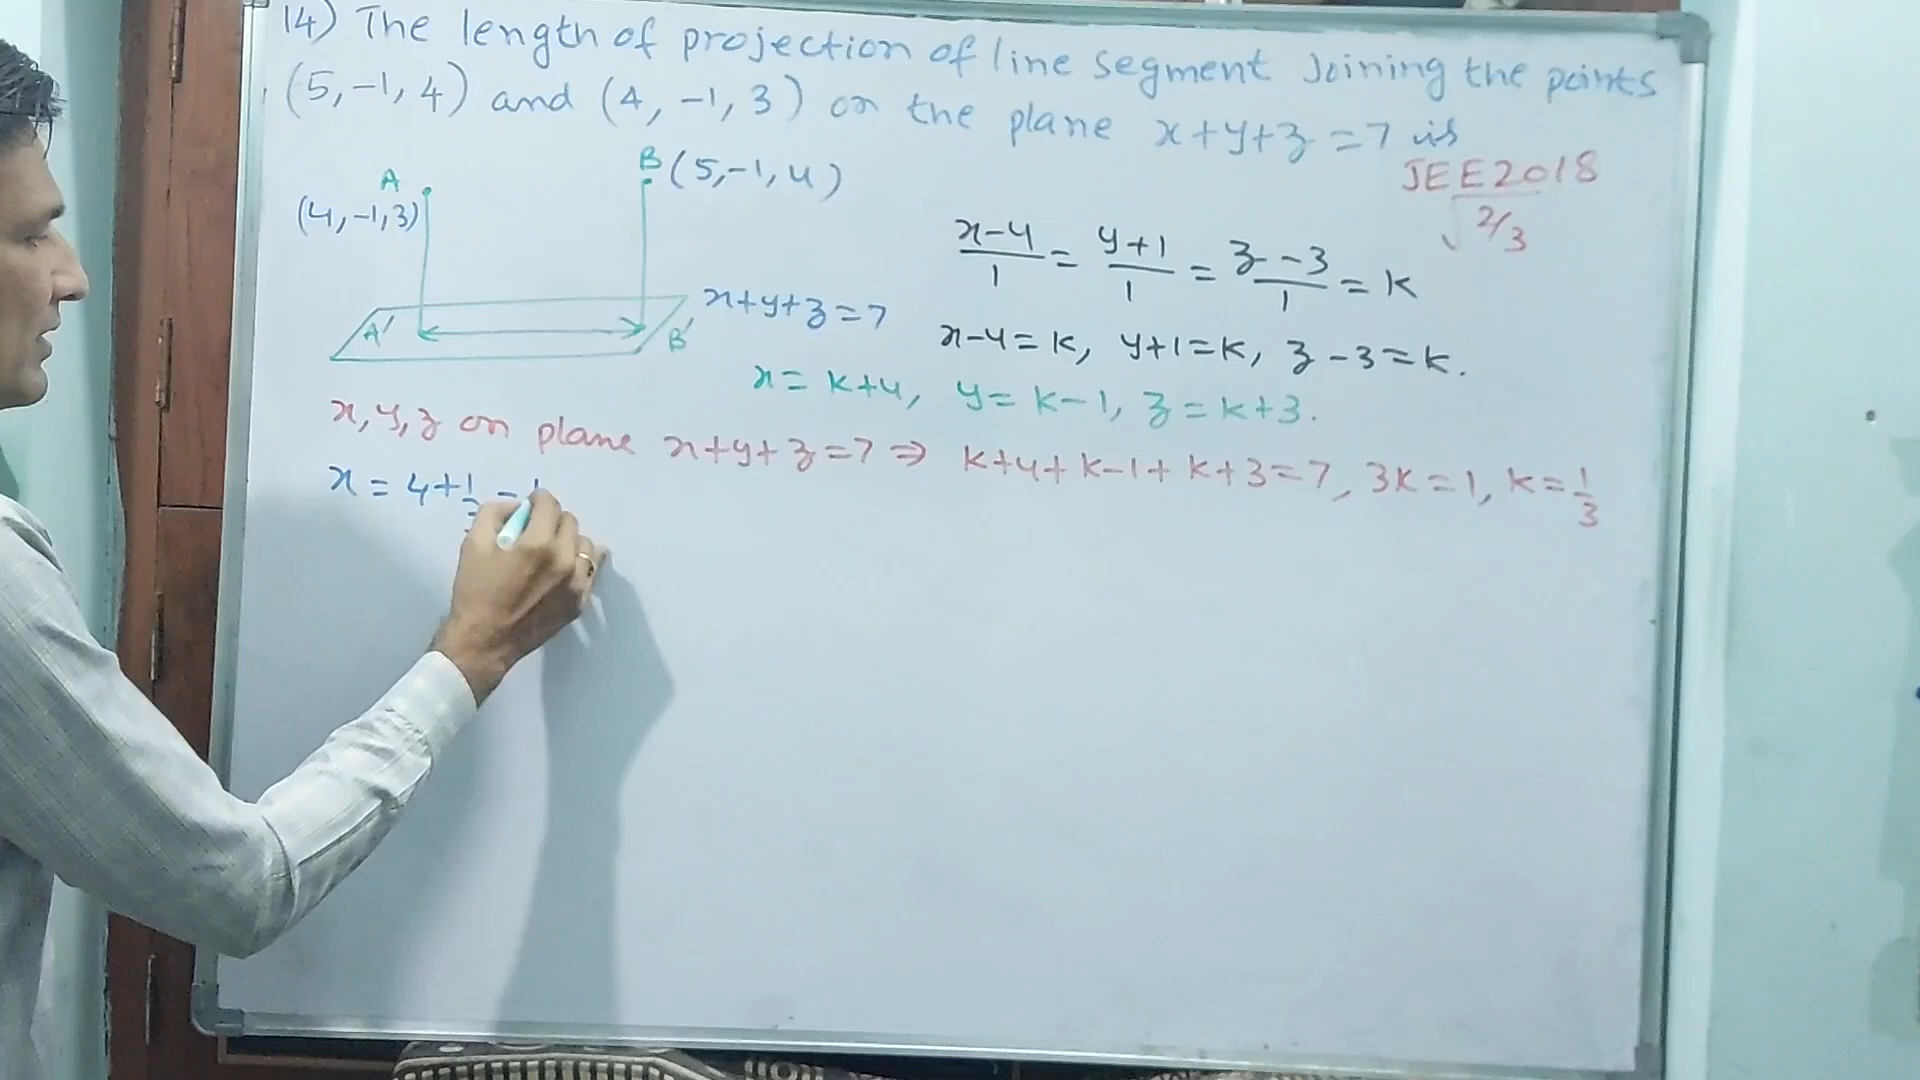 14) The length of projection of line segment Joining the points
(5,-1,4) and (4,-1,3) on the plane x+y+z=7 is
JEE2018
√2/3
A
(4,-1,3)
B(5,-1,4)
A'
B'
x+y+z=7
x-4/1 = y+1/1 = z-3/1 = k
x-4=k, y+1=k, z-3=k.
x=k+4, y=k-1, z=k+3.
x,y,z on plane x+y+z=7 ⇒ k+4+k-1+k+3=7, 3k=1, k=1/3
x=4+1/3=